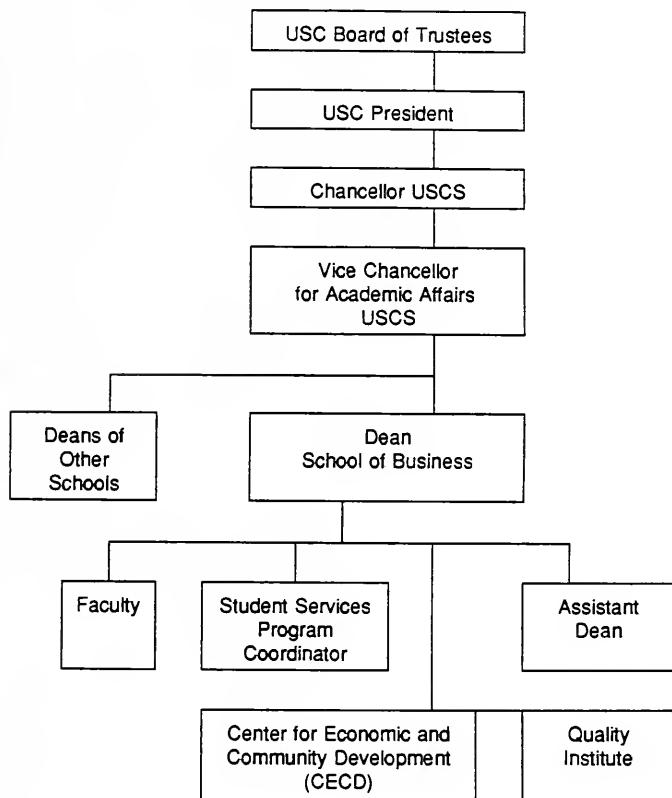 USC Board of Trustees
USC President
Chancellor USCS
Vice Chancellor
for Academic Affairs
USCS
Deans of
Other
Schools
Dean
School of Business
Faculty
Student Services
Program
Coordinator
Assistant
Dean
Center for Economic and
Community Development
(CECD)
Quality
Institute